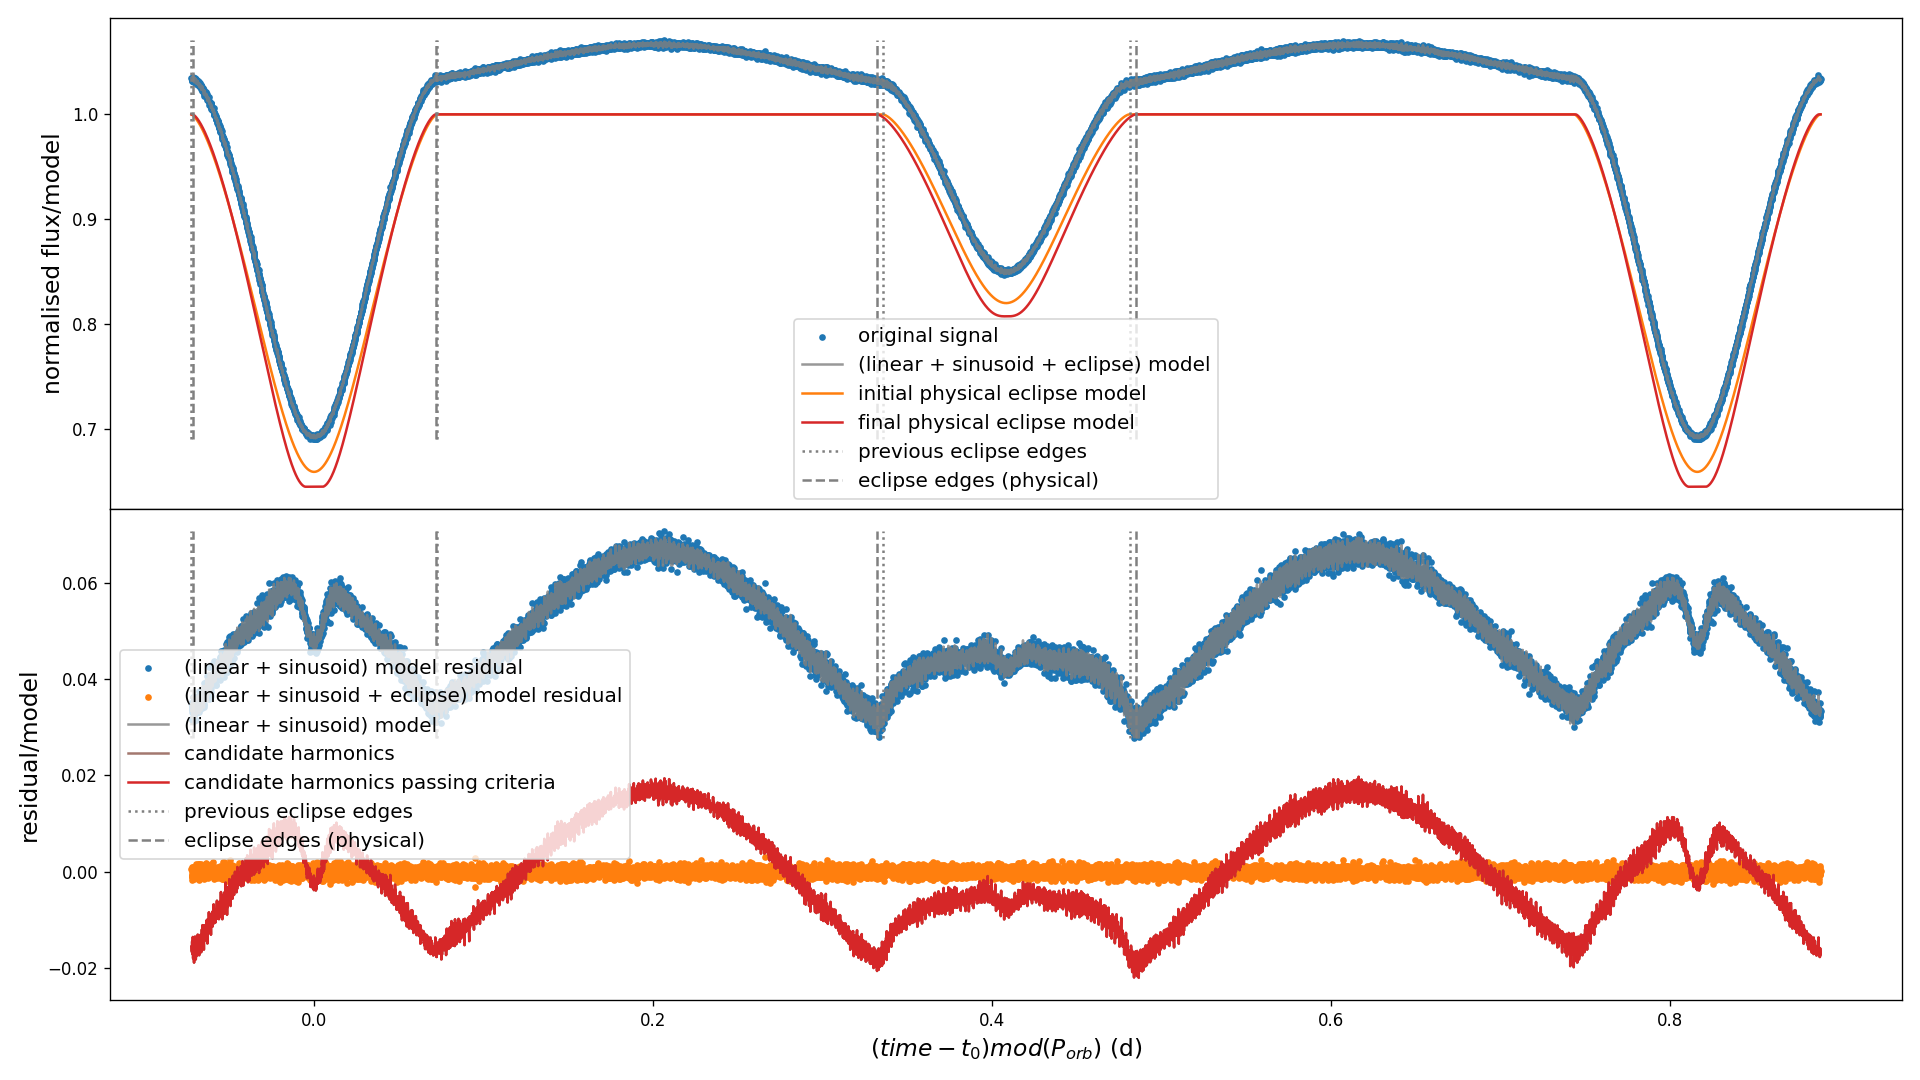 normalised flux/model
1.0
0.9
0.8
0.7
original signal
(linear + sinusoid + eclipse) model
initial physical eclipse model
final physical eclipse model
previous eclipse edges
eclipse edges (physical)
residual/model
0.06
0.04
0.02
0.00
−0.02
(linear + sinusoid) model residual
(linear + sinusoid + eclipse) model residual
(linear + sinusoid) model
candidate harmonics
candidate harmonics passing criteria
previous eclipse edges
eclipse edges (physical)
0.0 0.2 0.4 0.6 0.8
(time − t₀)mod(P_orb) (d)